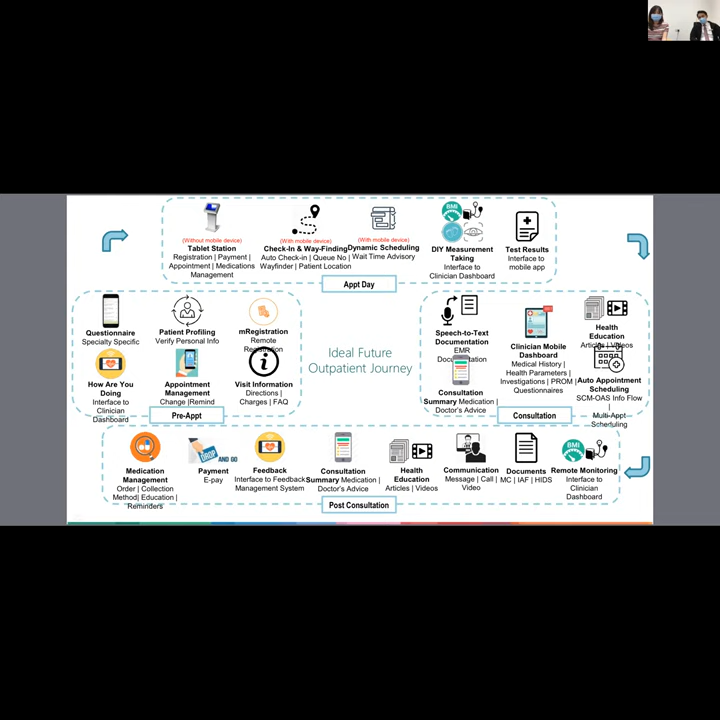 (Without mobile device)
Tablet Station
Registration | Payment |
Appointment | Medications
Management
(With mobile device)
Check-In & Way-Finding
Auto Check-in | Queue No |
Wayfinder | Patient Location
(With mobile device)
Dynamic Scheduling
Wait Time Advisory
BMI
DIY Measurement
Taking
Interface to
Clinician Dashboard
Test Results
Interface to
mobile app
Appt Day
Questionnaire
Specialty Specific
Patient Profiling
Verify Personal Info
mRegistration
Remote
Registration
How Are You
Doing
Interface to
Clinician
Dashboard
Appointment
Management
Change |Remind
Visit Information
Directions |
Charges | FAQ
Pre-Appt
Ideal Future
Outpatient Journey
Speech-to-Text
Documentation
EMR
Documentation
Consultation
Summary Medication |
Doctor's Advice
Clinician Mobile
Dashboard
Medical History |
Health Parameters |
Investigations | PROM |
Questionnaires
Health
Education
Articles | Videos
Auto Appointment
Scheduling
SCM-OAS Info Flow
|
Multi-Appt
Scheduling
Consultation
Medication
Management
Order | Collection
Method| Education |
Reminders
DROP AND GO
Payment
E-pay
Feedback
Interface to Feedback
Management System
Consultation
Summary Medication |
Doctor's Advice
Health
Education
Articles | Videos
Communication
Message | Call |
Video
Documents
MC | IAF | HIDS
BMI
Remote Monitoring
Interface to
Clinician
Dashboard
Post Consultation